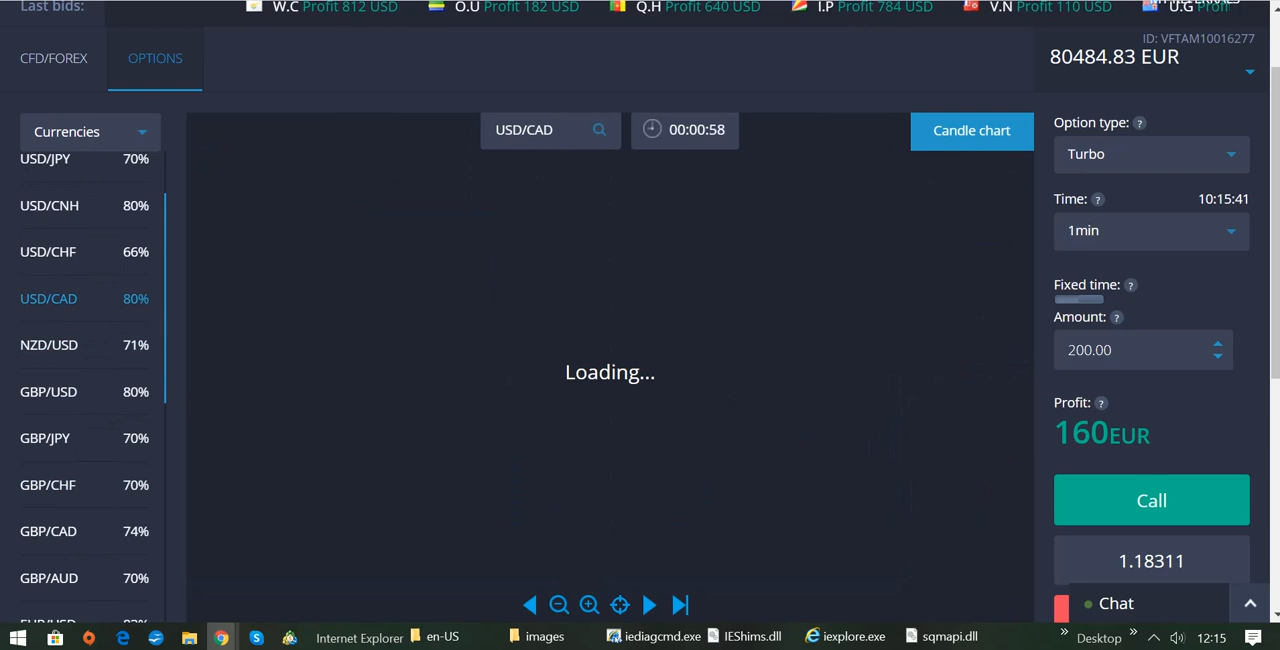 Last bids: W.C Profit 812 USD O.U Profit 182 USD Q.H Profit 640 USD I.P Profit 784 USD V.N Profit 110 USD U.G
CFD/FOREX OPTIONS
ID: VFTAM10016277
80484.83 EUR
Currencies
USD/JPY 70%
USD/CNH 80%
USD/CHF 66%
USD/CAD 80%
NZD/USD 71%
GBP/USD 80%
GBP/JPY 70%
GBP/CHF 70%
GBP/CAD 74%
GBP/AUD 70%
USD/CAD 00:00:58 Candle chart
Loading...
Option type: ?
Turbo
Time: ? 10:15:41
1min
Fixed time: ?
Amount: ?
200.00
Profit: ?
160EUR
Call
1.18311
Chat
Internet Explorer en-US images iediagcmd.exe IEShims.dll iexplore.exe sqmapi.dll Desktop 12:15